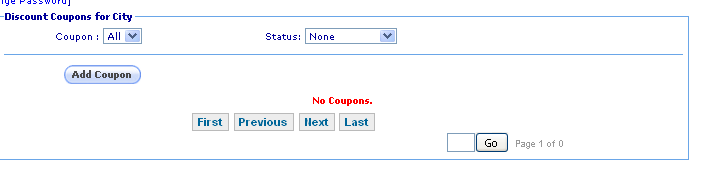 ige Password]
Discount Coupons for City
Coupon : All Status: None
Add Coupon
No Coupons.
First Previous Next Last
Go Page 1 of 0